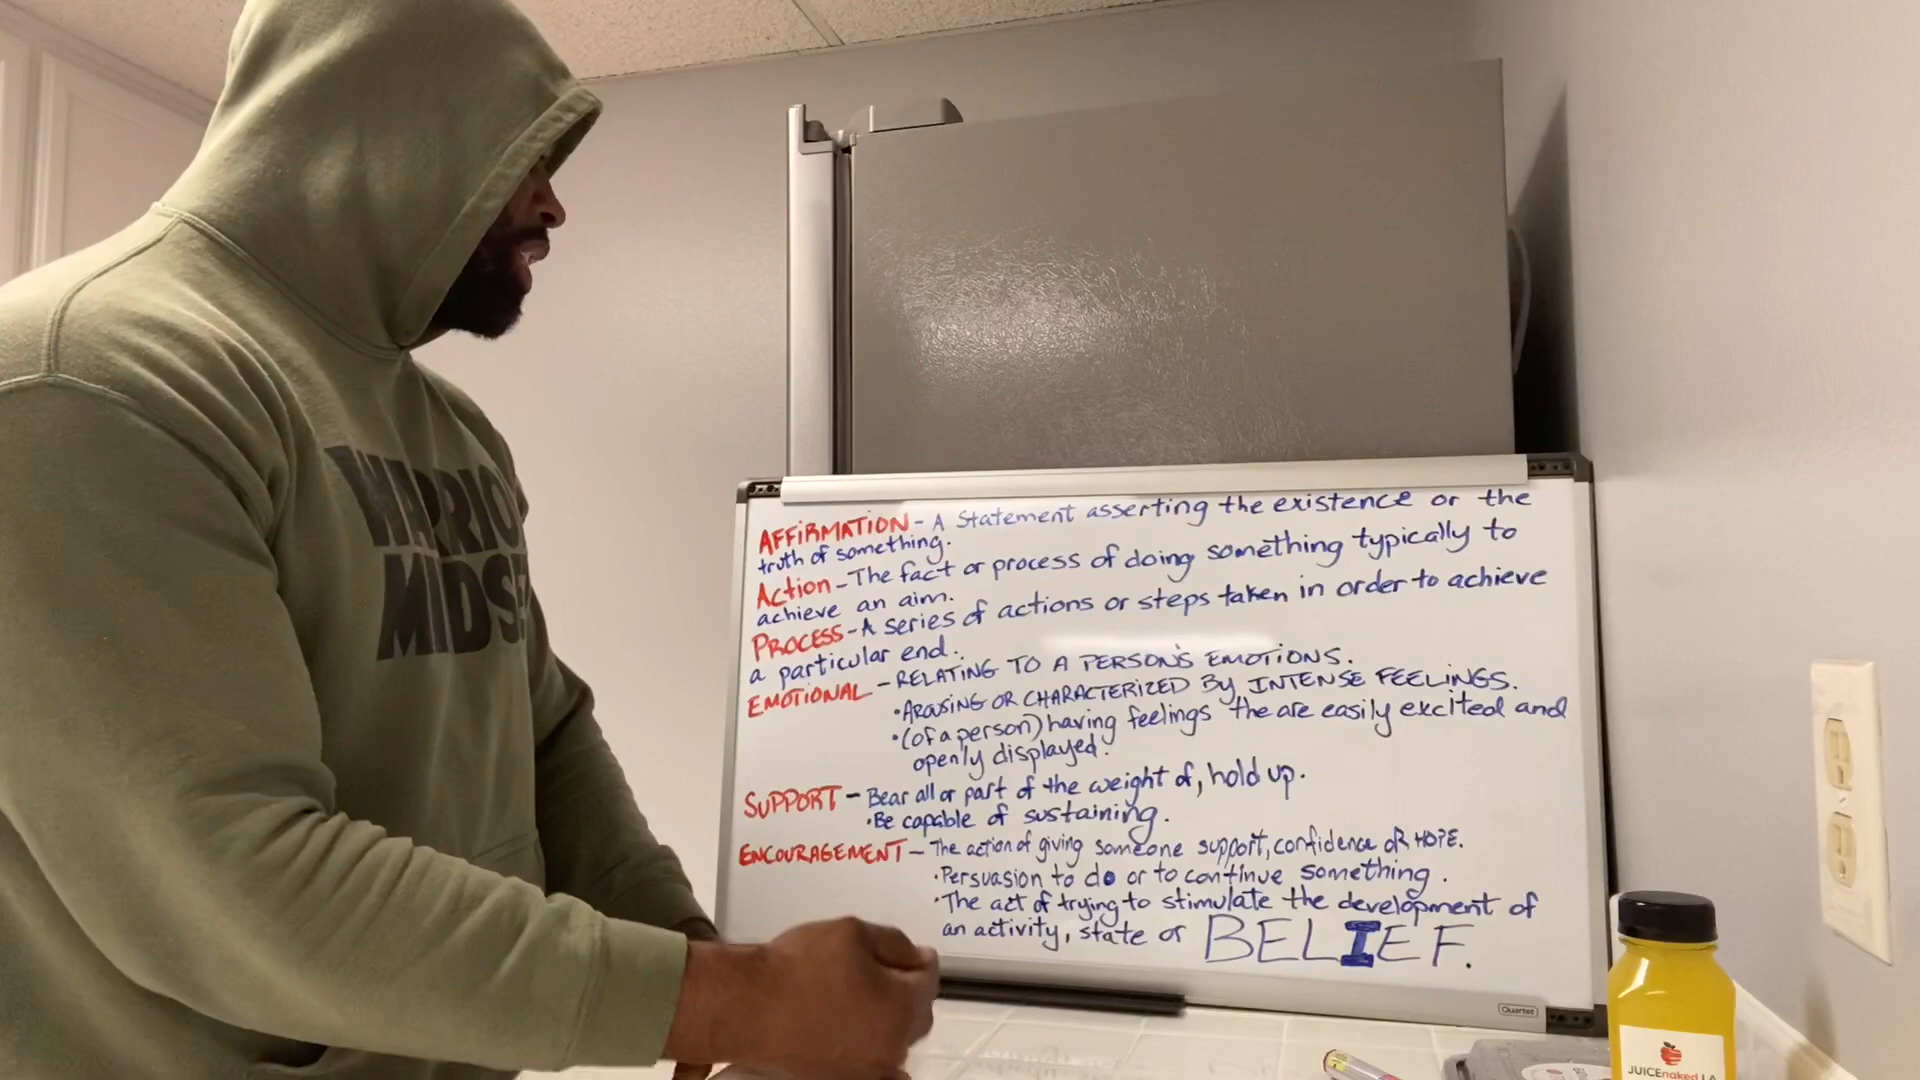 WARRIO
MINDSE
AFFIRMATION - A Statement asserting the existence or the
truth of something.
Action - The fact or process of doing something typically to
achieve an aim.
PROCESS - A series of actions or steps taken in order to achieve
a particular end.
EMOTIONAL - RELATING TO A PERSON'S EMOTIONS.
• AROUSING OR CHARACTERIZED BY INTENSE FEELINGS.
• (of a person) having feelings the are easily excited and
openly displayed.
SUPPORT - Bear all or part of the weight of, hold up.
• Be capable of sustaining.
ENCOURAGEMENT - The action of giving someone support, confidence OR HOPE.
• Persuasion to do or to continue something.
• The act of trying to stimulate the development of
an activity, state or BELIEF.
Quartet
JUICEnaked LA